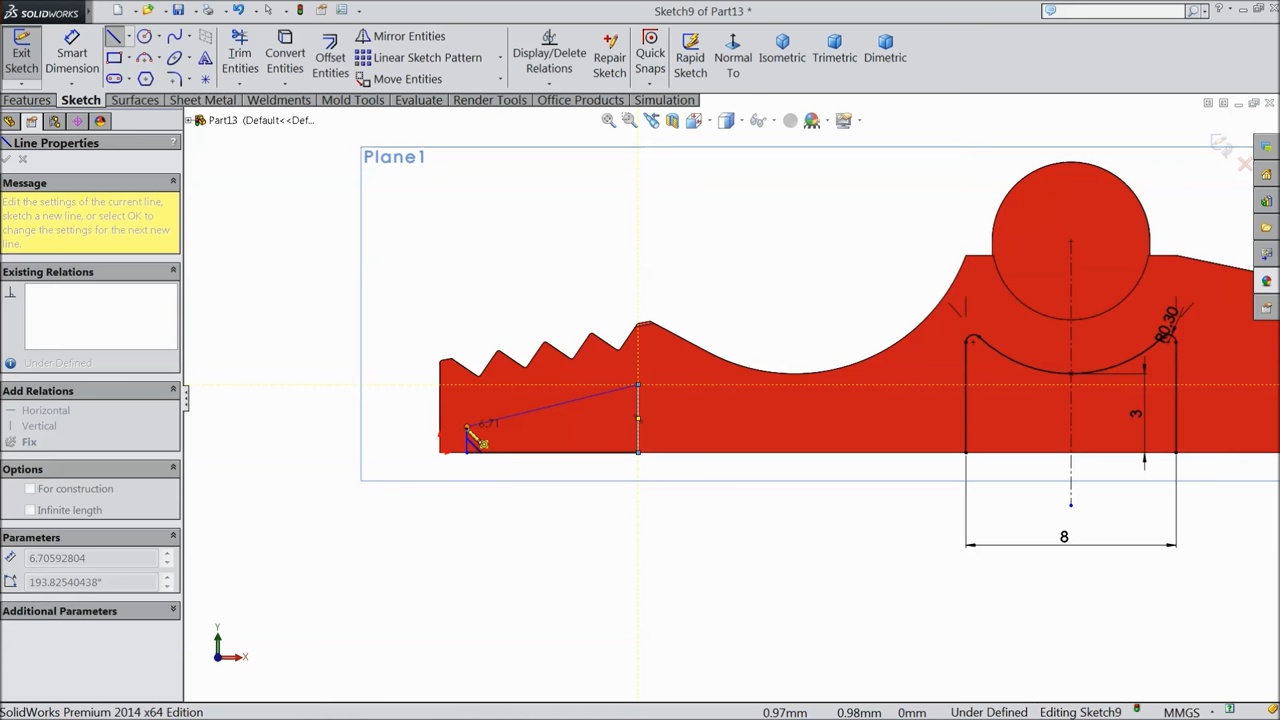 SOLIDWORKS
Sketch9 of Part13 *
Exit Sketch
Smart Dimension
Trim Entities
Convert Entities
Offset Entities
Mirror Entities
Linear Sketch Pattern
Move Entities
Display/Delete Relations
Repair Sketch
Quick Snaps
Rapid Sketch
Normal To
Isometric
Trimetric
Dimetric
Features
Sketch
Surfaces
Sheet Metal
Weldments
Mold Tools
Evaluate
Render Tools
Office Products
Simulation
Part13 (Default<<Def...
Line Properties
?
Message
Edit the settings of the current line,
sketch a new line, or select OK to
change the settings for the next new
line.
Existing Relations
Under Defined
Add Relations
Horizontal
Vertical
Fix
Options
For construction
Infinite length
Parameters
6.70592804
193.82540438°
Additional Parameters
Plane1
6.71
R0.30
3
8
Y
X
SolidWorks Premium 2014 x64 Edition
0.97mm
0.98mm
0mm
Under Defined
Editing Sketch9
MMGS